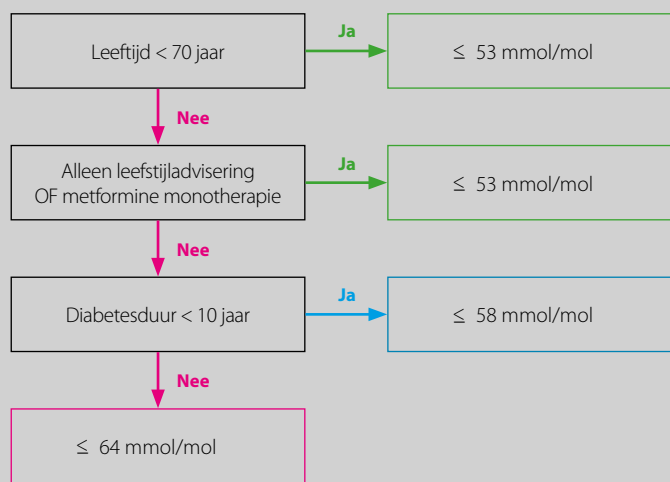 Leeftijd < 70 jaar
Ja
≤ 53 mmol/mol
Nee
Alleen leefstijladvisering
OF metformine monotherapie
Ja
≤ 53 mmol/mol
Nee
Diabetesduur < 10 jaar
Ja
≤ 58 mmol/mol
Nee
≤ 64 mmol/mol